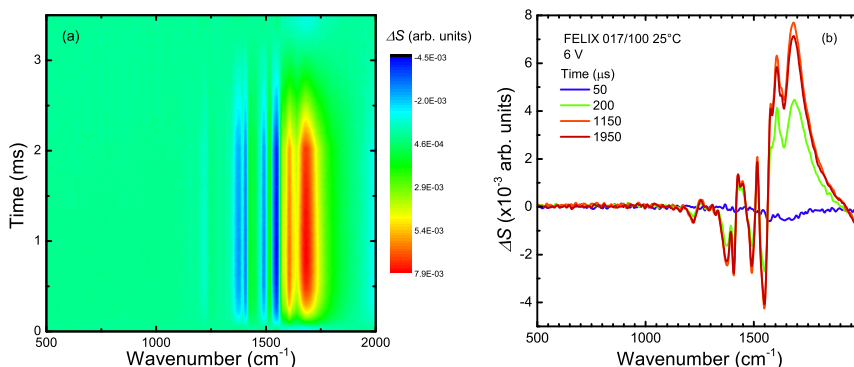 (a)
ΔS (arb. units)
-4.5E-03
-2.0E-03
4.6E-04
2.9E-03
5.4E-03
7.9E-03
3
2
1
0
Time (ms)
500
1000
1500
2000
Wavenumber (cm⁻¹)
(b)
FELIX 017/100 25°C
6 V
Time (μs)
50
200
1150
1950
8
6
4
2
0
-2
-4
ΔS (x10⁻³ arb. units)
500
1000
1500
Wavenumber (cm⁻¹)